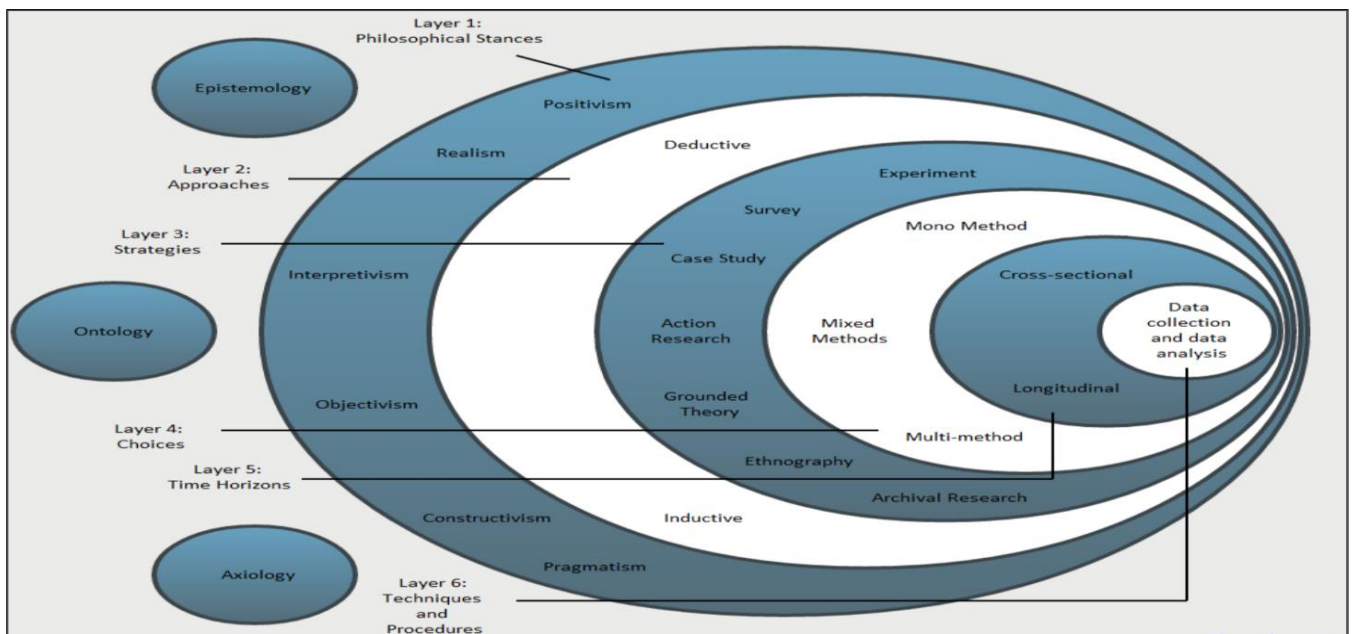 Layer 1:
Philosophical Stances
Epistemology
Positivism
Realism
Deductive
Layer 2:
Approaches
Experiment
Survey
Mono Method
Layer 3:
Strategies
Case Study
Interpretivism
Cross-sectional
Ontology
Action
Research
Mixed
Methods
Data
collection
and data
analysis
Longitudinal
Grounded
Theory
Objectivism
Layer 4:
Choices
Multi-method
Ethnography
Layer 5:
Time Horizons
Archival Research
Constructivism
Inductive
Pragmatism
Axiology
Layer 6:
Techniques
and
Procedures